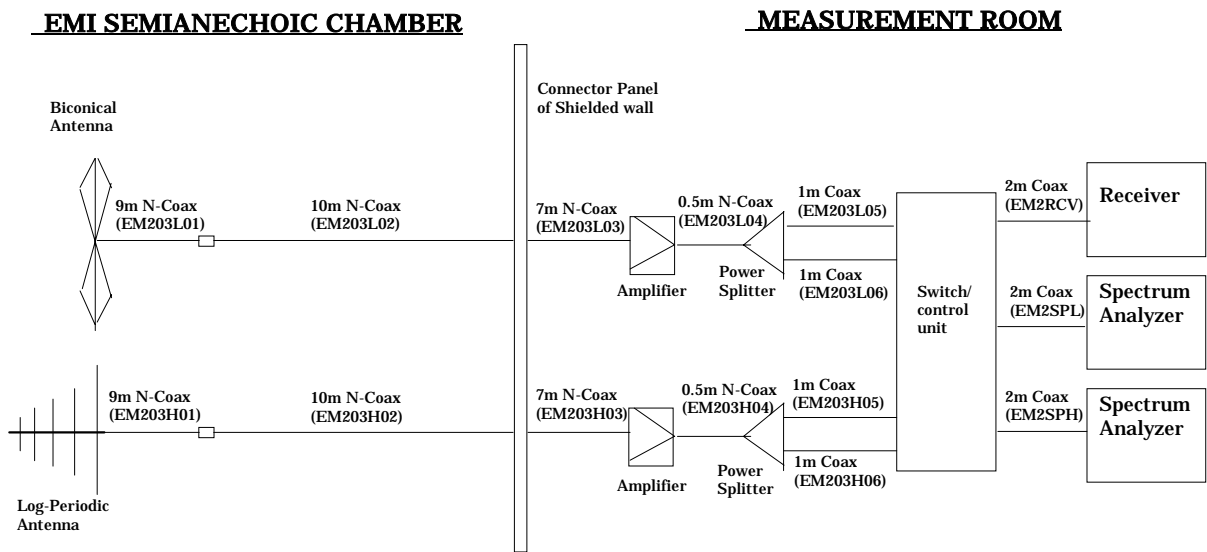 EMI SEMIANECHOIC CHAMBER
MEASUREMENT ROOM
Connector Panel
of Shielded wall
Biconical
Antenna
9m N-Coax
(EM203L01)
10m N-Coax
(EM203L02)
7m N-Coax
(EM203L03)
Amplifier
0.5m N-Coax
(EM203L04)
Power
Splitter
1m Coax
(EM203L05)
1m Coax
(EM203L06)
Switch/
control
unit
2m Coax
(EM2RCV)
Receiver
2m Coax
(EM2SPL)
Spectrum
Analyzer
Log-Periodic
Antenna
9m N-Coax
(EM203H01)
10m N-Coax
(EM203H02)
7m N-Coax
(EM203H03)
Amplifier
0.5m N-Coax
(EM203H04)
Power
Splitter
1m Coax
(EM203H05)
1m Coax
(EM203H06)
2m Coax
(EM2SPH)
Spectrum
Analyzer